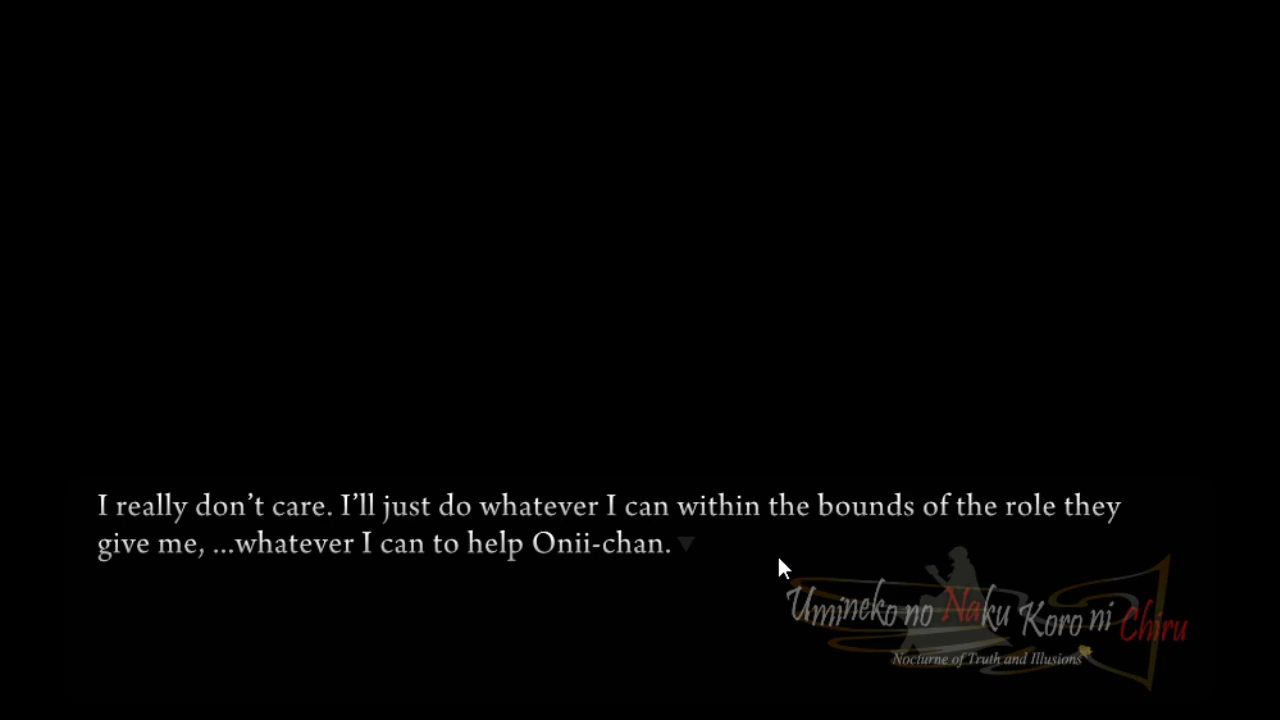 I really don’t care. I’ll just do whatever I can within the bounds of the role they
give me, ...whatever I can to help Onii-chan.
Umineko no Naku Koro ni Chiru
Nocturne of Truth and Illusions